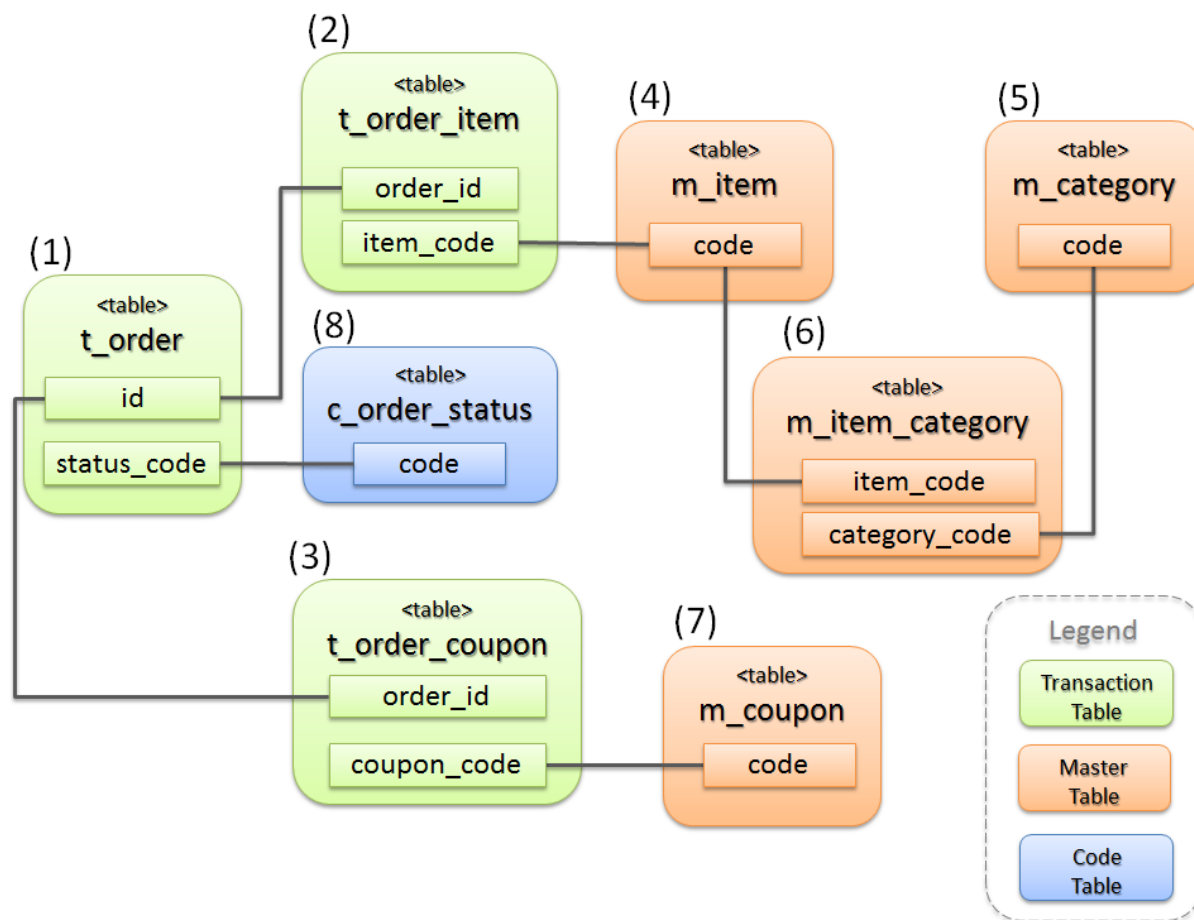 (1)
<table>
t_order
id
status_code
(2)
<table>
t_order_item
order_id
item_code
(8)
<table>
c_order_status
code
(3)
<table>
t_order_coupon
order_id
coupon_code
(4)
<table>
m_item
code
(5)
<table>
m_category
code
(6)
<table>
m_item_category
item_code
category_code
(7)
<table>
m_coupon
code
Legend
Transaction
Table
Master
Table
Code
Table